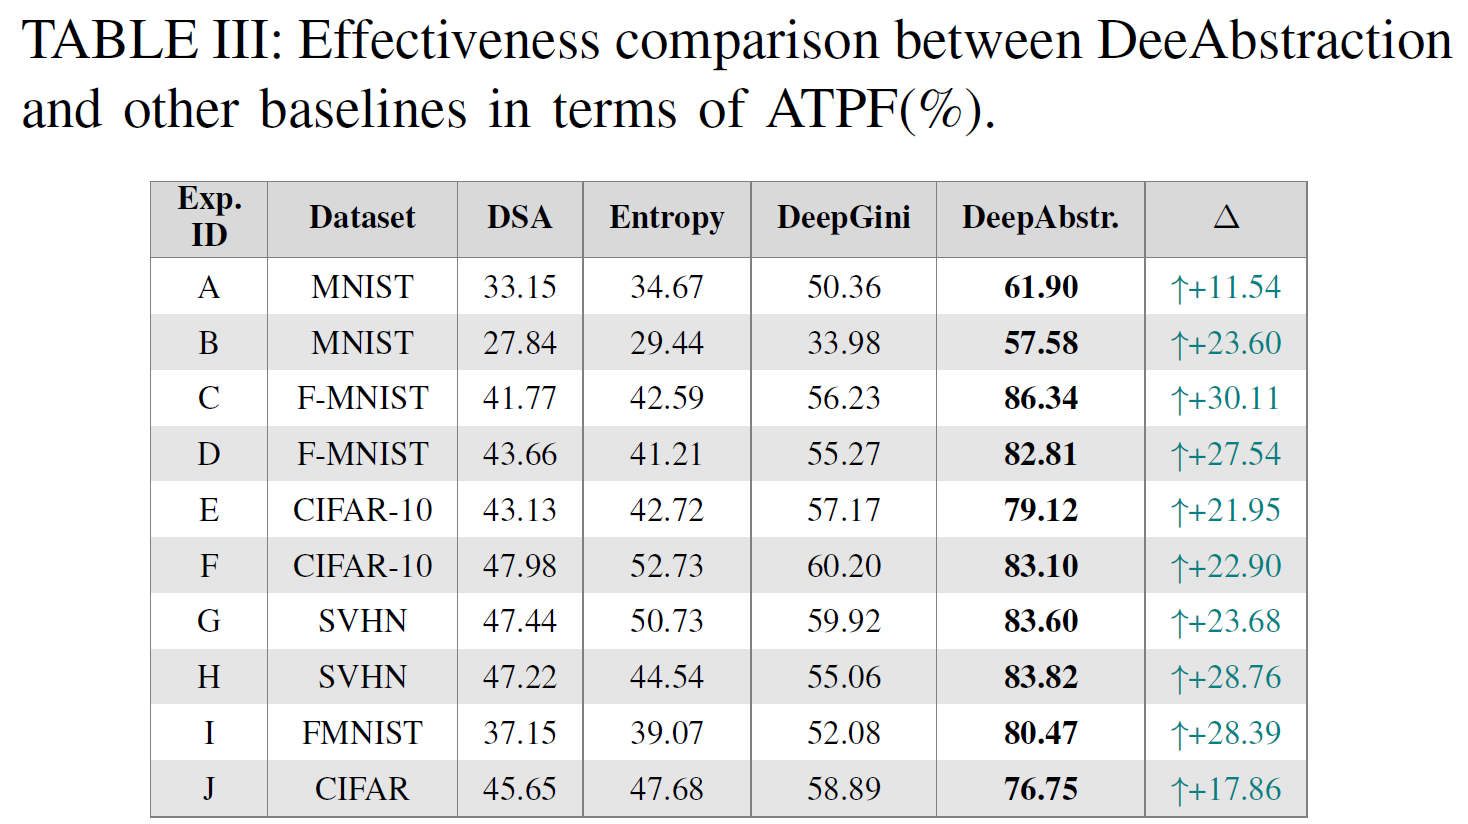 TABLE III: Effectiveness comparison between DeeAbstraction
and other baselines in terms of ATPF(%).
Exp. ID Dataset DSA Entropy DeepGini DeepAbstr. Δ
A MNIST 33.15 34.67 50.36 61.90 ↑+11.54
B MNIST 27.84 29.44 33.98 57.58 ↑+23.60
C F-MNIST 41.77 42.59 56.23 86.34 ↑+30.11
D F-MNIST 43.66 41.21 55.27 82.81 ↑+27.54
E CIFAR-10 43.13 42.72 57.17 79.12 ↑+21.95
F CIFAR-10 47.98 52.73 60.20 83.10 ↑+22.90
G SVHN 47.44 50.73 59.92 83.60 ↑+23.68
H SVHN 47.22 44.54 55.06 83.82 ↑+28.76
I FMNIST 37.15 39.07 52.08 80.47 ↑+28.39
J CIFAR 45.65 47.68 58.89 76.75 ↑+17.86